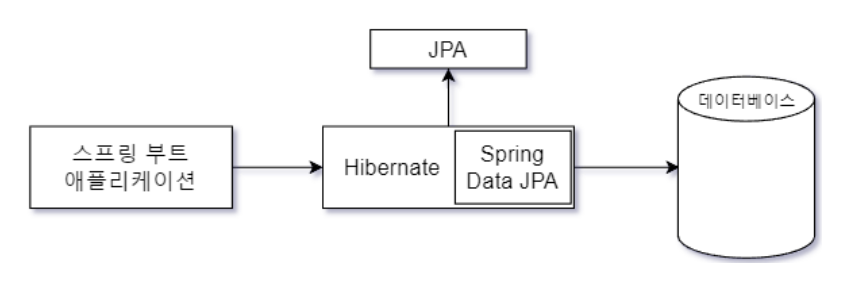 JPA
스프링 부트
애플리케이션
Hibernate
Spring
Data JPA
데이터베이스